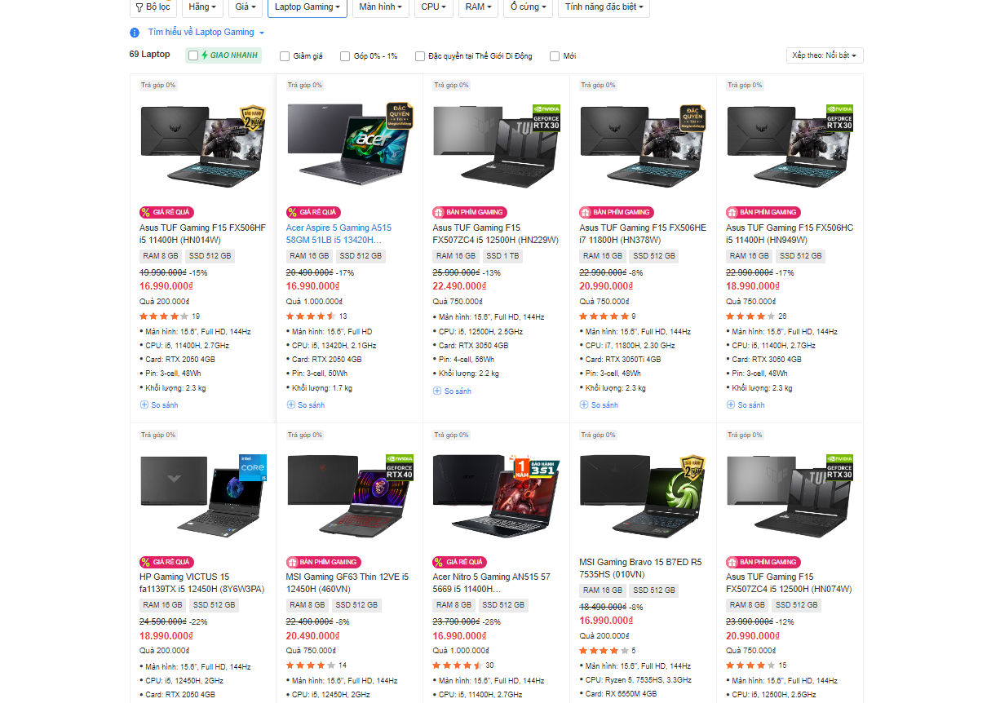 Bộ lọc
Hãng
Giá
Laptop Gaming
Màn hình
CPU
RAM
Ổ cứng
Tính năng đặc biệt
Tìm hiểu về Laptop Gaming
69 Laptop
GIAO NHANH
Giảm giá
Góp 0% - 1%
Đặc quyền tại Thế Giới Di Động
Mới
Xếp theo: Nổi bật
Trả góp 0%
BẢO HÀNH
2 NĂM
GIÁ RẺ QUÁ
Asus TUF Gaming F15 FX506HF
i5 11400H (HN014W)
RAM 8 GB SSD 512 GB
19.990.000₫ -15%
16.990.000₫
Quà 200.000₫
19
• Màn hình: 15.6", Full HD, 144Hz
• CPU: i5, 11400H, 2.7GHz
• Card: RTX 2050 4GB
• Pin: 3-cell, 48Wh
• Khối lượng: 2.3 kg
So sánh
Trả góp 0%
ĐẶC
QUYỀN
TẠI
acer
GIÁ RẺ QUÁ
Acer Aspire 5 Gaming A515
58GM 51LB i5 13420H...
RAM 16 GB SSD 512 GB
20.490.000₫ -17%
16.990.000₫
Quà 1.000.000₫
13
• Màn hình: 15.6", Full HD
• CPU: i5, 13420H, 2.1GHz
• Card: RTX 2050 4GB
• Pin: 3-cell, 50Wh
• Khối lượng: 1.7 kg
So sánh
Trả góp 0%
NVIDIA
GEFORCE
RTX 30
BÀN PHÍM GAMING
Asus TUF Gaming F15
FX507ZC4 i5 12500H (HN229W)
RAM 16 GB SSD 1 TB
25.990.000₫ -13%
22.490.000₫
Quà 750.000₫
• Màn hình: 15.6", Full HD, 144Hz
• CPU: i5, 12500H, 2.5GHz
• Card: RTX 3050 4GB
• Pin: 4-cell, 56Wh
• Khối lượng: 2.2 kg
So sánh
Trả góp 0%
ĐẶC
QUYỀN
TẠI
BÀN PHÍM GAMING
Asus TUF Gaming F15 FX506HE
i7 11800H (HN378W)
RAM 16 GB SSD 512 GB
22.990.000₫ -8%
20.990.000₫
Quà 750.000₫
9
• Màn hình: 15.6", Full HD, 144Hz
• CPU: i7, 11800H, 2.30 GHz
• Card: RTX 3050Ti 4GB
• Pin: 3-cell, 48Wh
• Khối lượng: 2.3 kg
So sánh
Trả góp 0%
NVIDIA
GEFORCE
RTX 30
BÀN PHÍM GAMING
Asus TUF Gaming F15 FX506HC
i5 11400H (HN949W)
RAM 16 GB SSD 512 GB
22.990.000₫ -17%
18.990.000₫
Quà 750.000₫
26
• Màn hình: 15.6", Full HD, 144Hz
• CPU: i5, 11400H, 2.7GHz
• Card: RTX 3050 4GB
• Pin: 3-cell, 48Wh
• Khối lượng: 2.3 kg
So sánh
Trả góp 0%
intel
CORE
i5
GIÁ RẺ QUÁ
HP Gaming VICTUS 15
fa1139TX i5 12450H (8Y6W3PA)
RAM 16 GB SSD 512 GB
24.590.000₫ -22%
18.990.000₫
Quà 200.000₫
• Màn hình: 15.6", Full HD, 144Hz
• CPU: i5, 12450H, 2GHz
• Card: RTX 2050 4GB
Trả góp 0%
NVIDIA
GEFORCE
RTX 40
BÀN PHÍM GAMING
MSI Gaming GF63 Thin 12VE i5
12450H (460VN)
RAM 8 GB SSD 512 GB
22.490.000₫ -8%
20.490.000₫
Quà 750.000₫
14
• Màn hình: 15.6", Full HD, 144Hz
• CPU: i5, 12450H, 2GHz
Trả góp 0%
1
NĂM
BẢO HÀNH
3S1
GIÁ RẺ QUÁ
Acer Nitro 5 Gaming AN515 57
5669 i5 11400H...
RAM 8 GB SSD 512 GB
23.790.000₫ -28%
16.990.000₫
Quà 1.000.000₫
30
• Màn hình: 15.6", Full HD, 144Hz
• CPU: i5, 11400H, 2.7GHz
Trả góp 0%
BẢO HÀNH
2 NĂM
MSI Gaming Bravo 15 B7ED R5
7535HS (010VN)
RAM 16 GB SSD 512 GB
18.490.000₫ -8%
16.990.000₫
Quà 200.000₫
5
• Màn hình: 15.6", Full HD, 144Hz
• CPU: Ryzen 5, 7535HS, 3.3GHz
• Card: RX 6550M 4GB
Trả góp 0%
NVIDIA
GEFORCE
RTX 30
BÀN PHÍM GAMING
Asus TUF Gaming F15
FX507ZC4 i5 12500H (HN074W)
RAM 8 GB SSD 512 GB
23.990.000₫ -12%
20.990.000₫
Quà 750.000₫
15
• Màn hình: 15.6", Full HD, 144Hz
• CPU: i5, 12500H, 2.5GHz